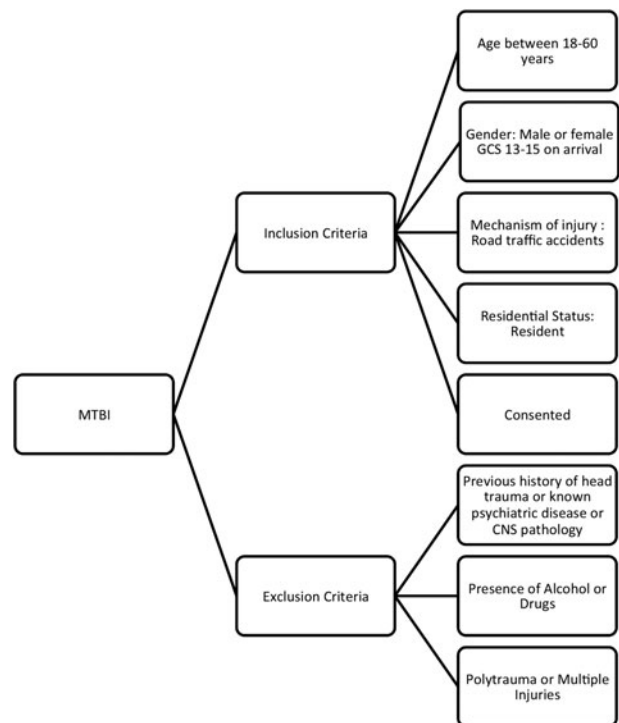 Age between 18-60
years
Gender: Male or female
GCS 13-15 on arrival
Inclusion Criteria
Mechanism of injury :
Road traffic accidents
Residential Status:
Resident
MTBI
Consented
Previous history of head
trauma or known
psychiatric disease or
CNS pathology
Exclusion Criteria
Presence of Alcohol or
Drugs
Polytrauma or Multiple
Injuries